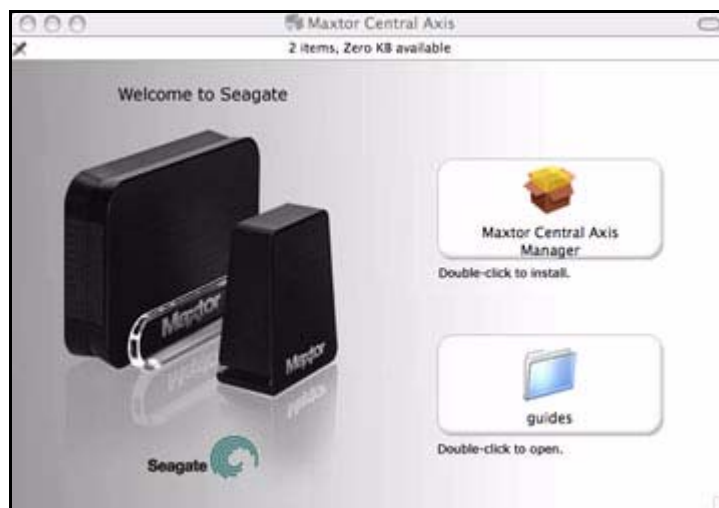 Maxtor Central Axis
2 items, Zero KB available
Welcome to Seagate
Maxtor Central Axis
Manager
Double-click to install.
Maxtor
Maxtor
guides
Double-click to open.
Seagate